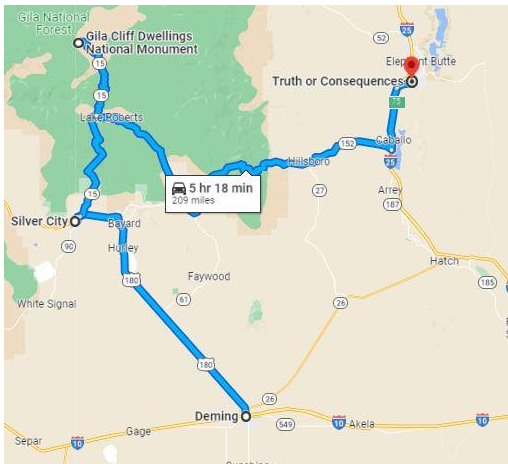 Gila National
Forest
Gila Cliff Dwellings
National Monument
25
52
Elephant Butte
Truth or Consequences
15
15
Lake Roberts
Caballo
152
25
Hillsboro
5 hr 18 min
209 miles
15
27
Arrey
187
Silver City
Bayard
90
Hurley
Hatch
180
Faywood
185
61
White Signal
26
180
Deming
26
549
10
Akela
10
Gage
Separ
10